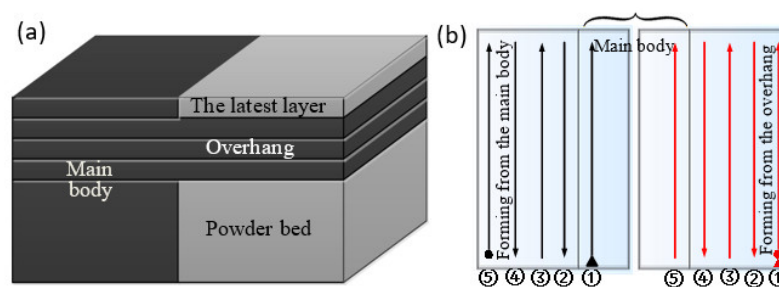 (a)
The latest layer
Overhang
Main
body
Powder bed
(b)
Main body
Forming from the main body
Forming from the overhang
⑤ ④ ③ ② ①
⑤ ④ ③ ② ①